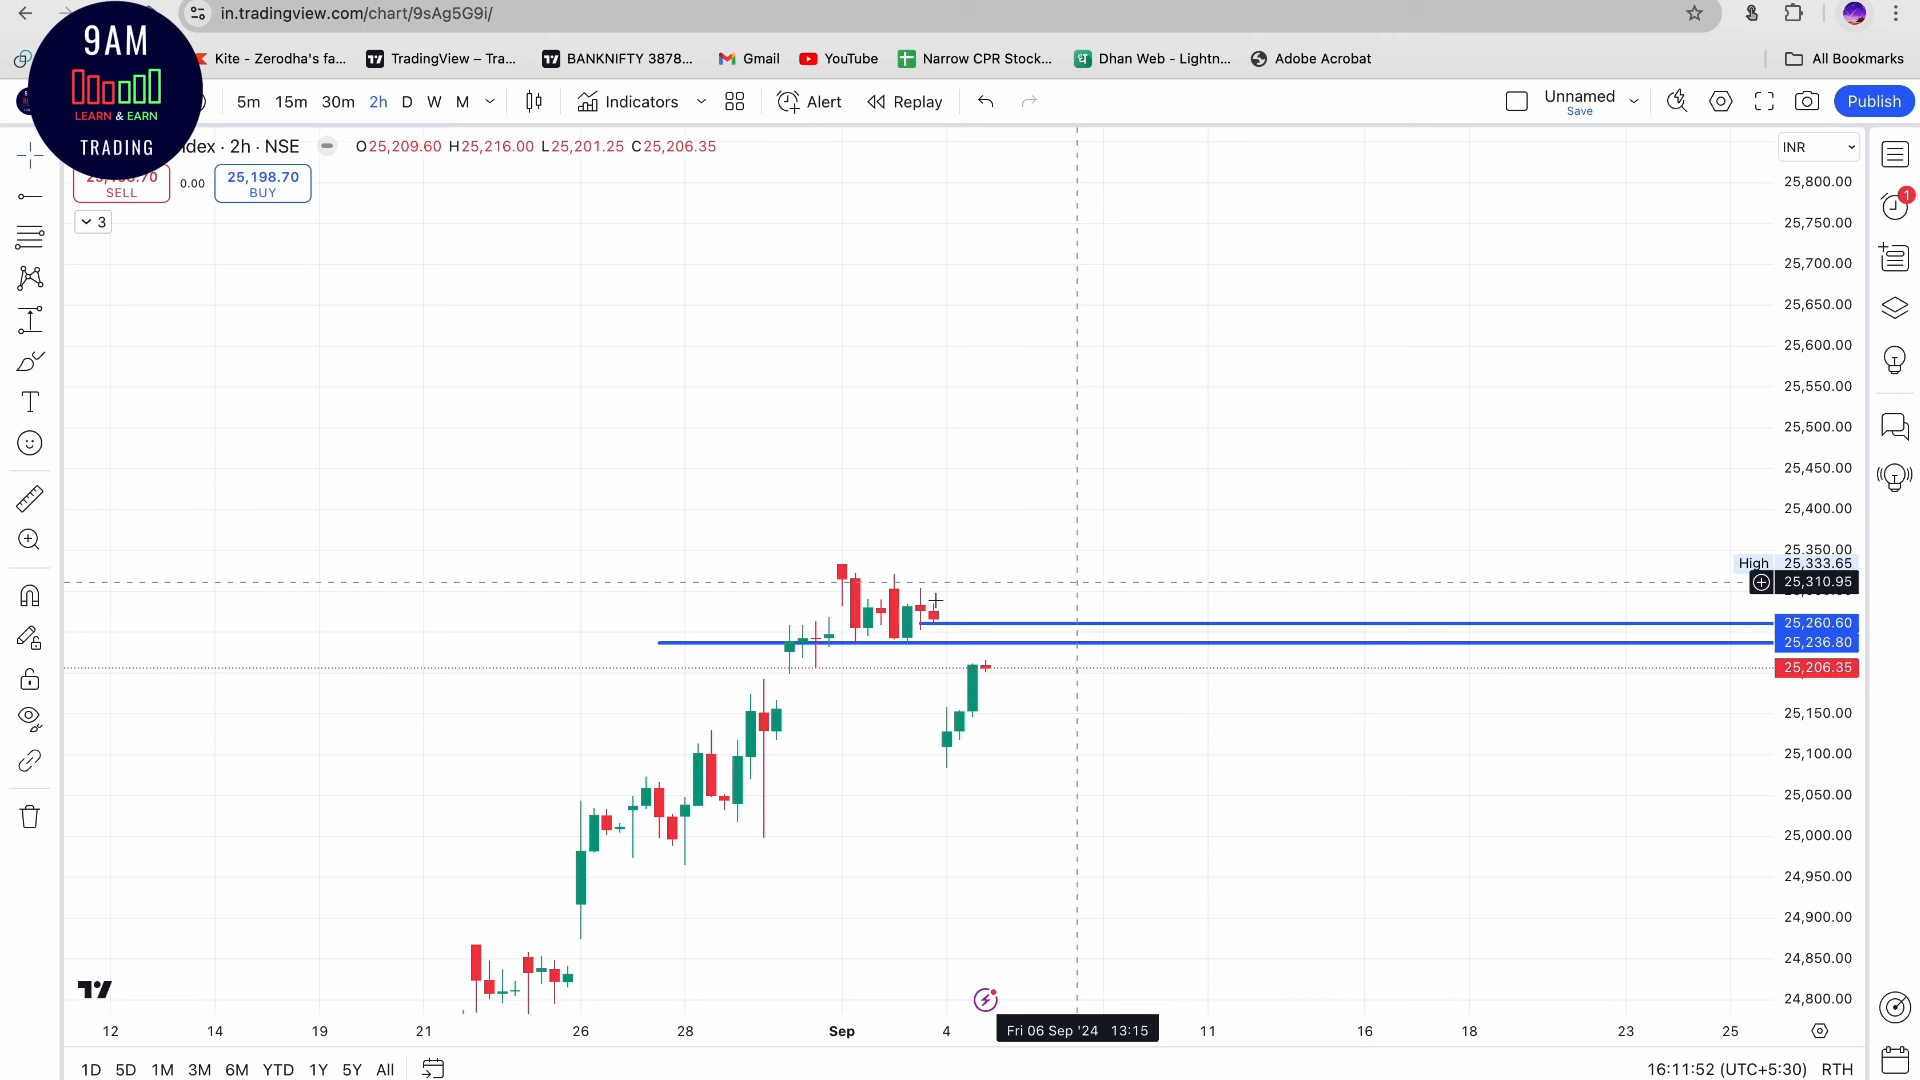 in.tradingview.com/chart/9sAg5G9i/
9AM
LEARN & EARN
TRADING
Kite - Zerodha's fa...
TradingView – Tra...
BANKNIFTY 3878...
Gmail
YouTube
Narrow CPR Stock...
Dhan Web - Lightn...
Adobe Acrobat
All Bookmarks
5m 15m 30m 2h D W M
Indicators
Alert
Replay
Unnamed
Save
Publish
dex · 2h · NSE
O25,209.60 H25,216.00 L25,201.25 C25,206.35
INR
SELL
0.00
25,198.70
BUY
3
1
25,800.00
25,750.00
25,700.00
25,650.00
25,600.00
25,550.00
25,500.00
25,450.00
25,400.00
25,350.00
High 25,333.65
25,310.95
25,260.60
25,236.80
25,206.35
25,150.00
25,100.00
25,050.00
25,000.00
24,950.00
24,900.00
24,850.00
24,800.00
12 14 19 21 26 28 Sep 4 Fri 06 Sep '24 13:15 11 16 18 23 25
1D 5D 1M 3M 6M YTD 1Y 5Y All
16:11:52 (UTC+5:30) RTH